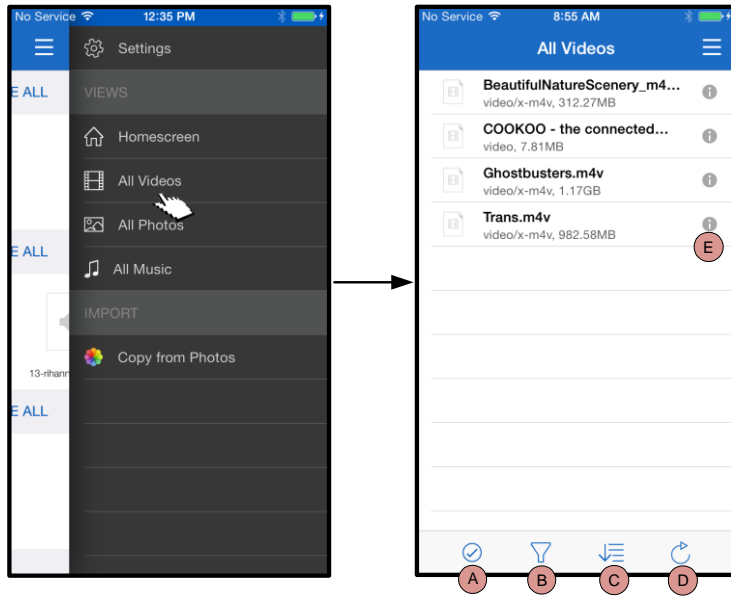 No Service 12:35 PM
Settings
E ALL
VIEWS
Homescreen
All Videos
All Photos
E ALL
All Music
IMPORT
Copy from Photos
13-rihann
E ALL
No Service 8:55 AM
All Videos
BeautifulNatureScenery_m4...
video/x-m4v, 312.27MB
COOKOO - the connected...
video, 7.81MB
Ghostbusters.m4v
video/x-m4v, 1.17GB
Trans.m4v
video/x-m4v, 982.58MB
E
A B C D